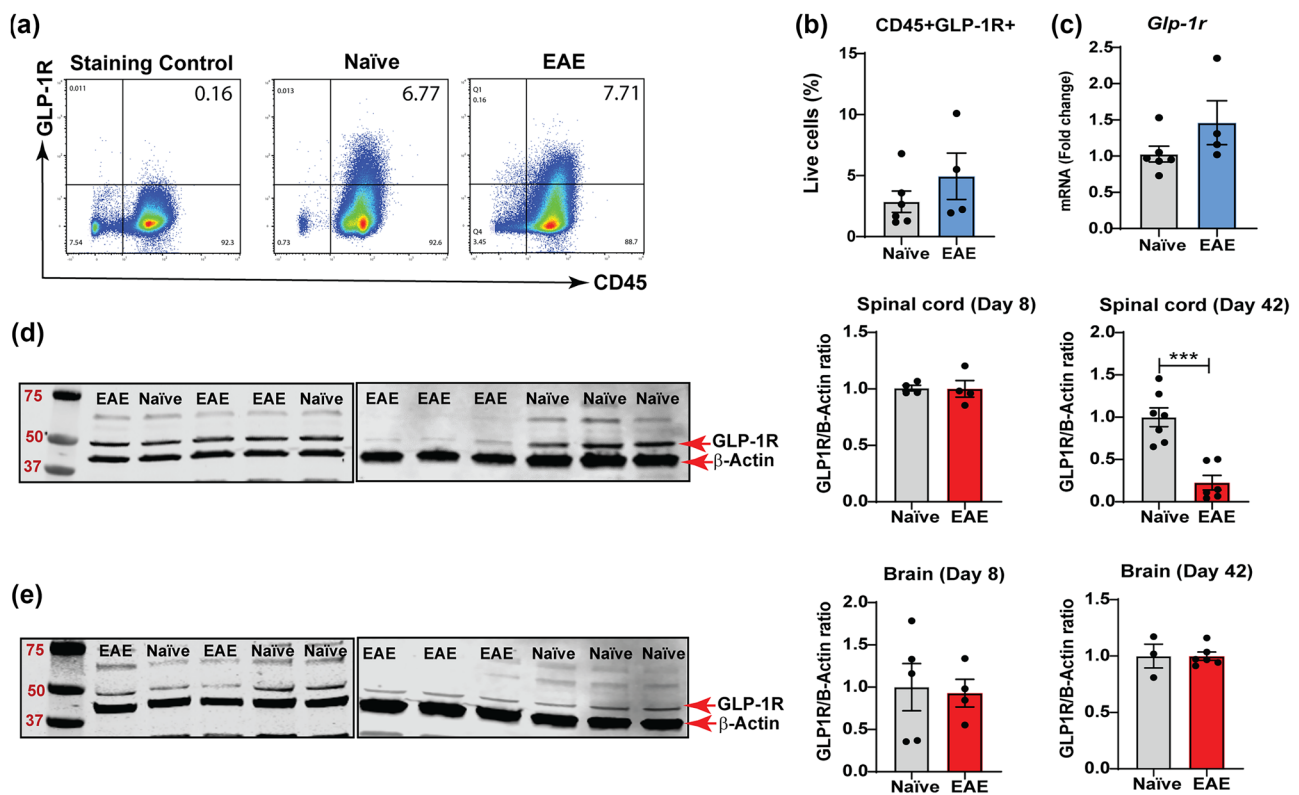 (a)
Staining Control
Naïve
EAE
0.011
0.16
7.54
92.3
0.013
6.77
0.73
92.6
Q1
0.16
7.71
Q4
3.45
88.7
GLP-1R
CD45
(b)
CD45+GLP-1R+
Live cells (%)
15
10
5
0
Naïve
EAE
(c)
Glp-1r
mRNA (Fold change)
2.5
2.0
1.5
1.0
0.5
0.0
Naïve
EAE
(d)
75
50
37
EAE Naïve EAE EAE Naïve
EAE EAE EAE Naïve Naïve Naïve
GLP-1R
β-Actin
Spinal cord (Day 8)
GLP1R/B-Actin ratio
1.5
1.0
0.5
0.0
Naïve
EAE
Spinal cord (Day 42)
GLP1R/B-Actin ratio
2.0
1.5
1.0
0.5
0.0
***
Naïve
EAE
(e)
75
50
37
EAE Naïve EAE Naïve Naïve
EAE EAE EAE Naïve Naïve Naïve
GLP-1R
β-Actin
Brain (Day 8)
GLP1R/B-Actin ratio
2.0
1.5
1.0
0.5
0.0
Naïve
EAE
Brain (Day 42)
GLP1R/B-Actin ratio
1.5
1.0
0.5
0.0
Naïve
EAE